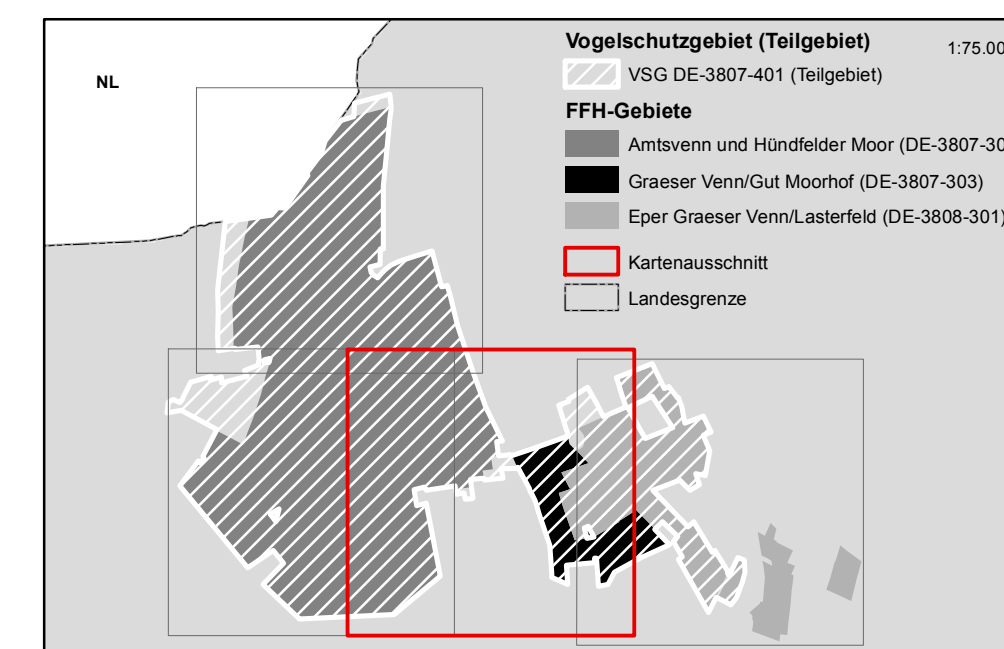 Vogelschutzgebiet (Teilgebiet)
1:75.00
NL
VSG DE-3807-401 (Teilgebiet)
FFH-Gebiete
Amtsvenn und Hündfelder Moor (DE-3807-30
Graeser Venn/Gut Moorhof (DE-3807-303)
Eper Graeser Venn/Lasterfeld (DE-3808-301)
Kartenausschnitt
Landesgrenze